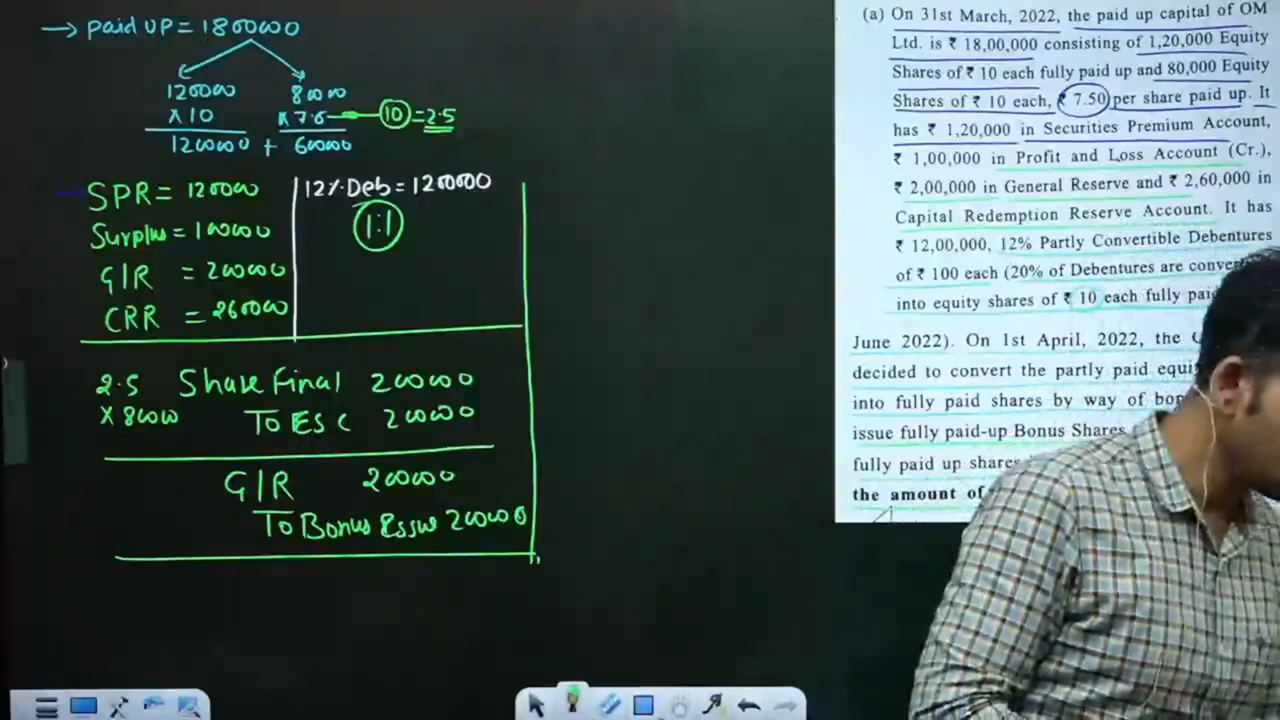 → paid UP = 1800000
120000
80000
× 10
× 7.5 10 = 2.5
1200000 + 600000
SPR = 120000
12% Deb = 1200000
Surplus = 100000
1:1
G/R = 200000
CRR = 260000
2.5 Share Final 200000
× 80000 To ESC 200000
G/R 200000
To Bonus Issue 200000
(a) On 31st March, 2022, the paid up capital of OM
Ltd. is ₹ 18,00,000 consisting of 1,20,000 Equity
Shares of ₹ 10 each fully paid up and 80,000 Equity
Shares of ₹ 10 each, ₹ 7.50 per share paid up. It
has ₹ 1,20,000 in Securities Premium Account,
₹ 1,00,000 in Profit and Loss Account (Cr.),
₹ 2,00,000 in General Reserve and ₹ 2,60,000 in
Capital Redemption Reserve Account. It has
₹ 12,00,000, 12% Partly Convertible Debentures
of ₹ 100 each (20% of Debentures are
into equity shares of ₹ 10 each fully
June 2022). On 1st April, 2022, the
decided to convert the partly paid
into fully paid shares by way of
issue fully paid-up Bonus Shares
fully paid up
the amount of